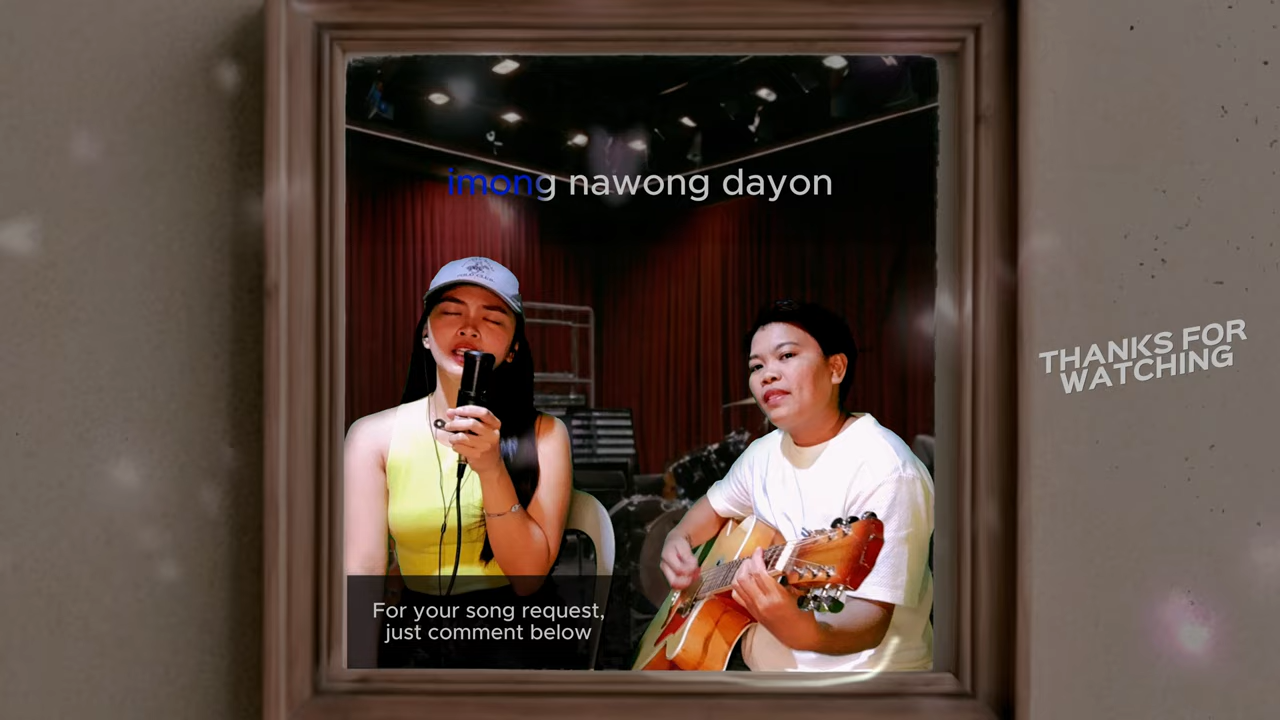 imong nawong dayon
THANKS FOR
WATCHING
For your song request,
just comment below